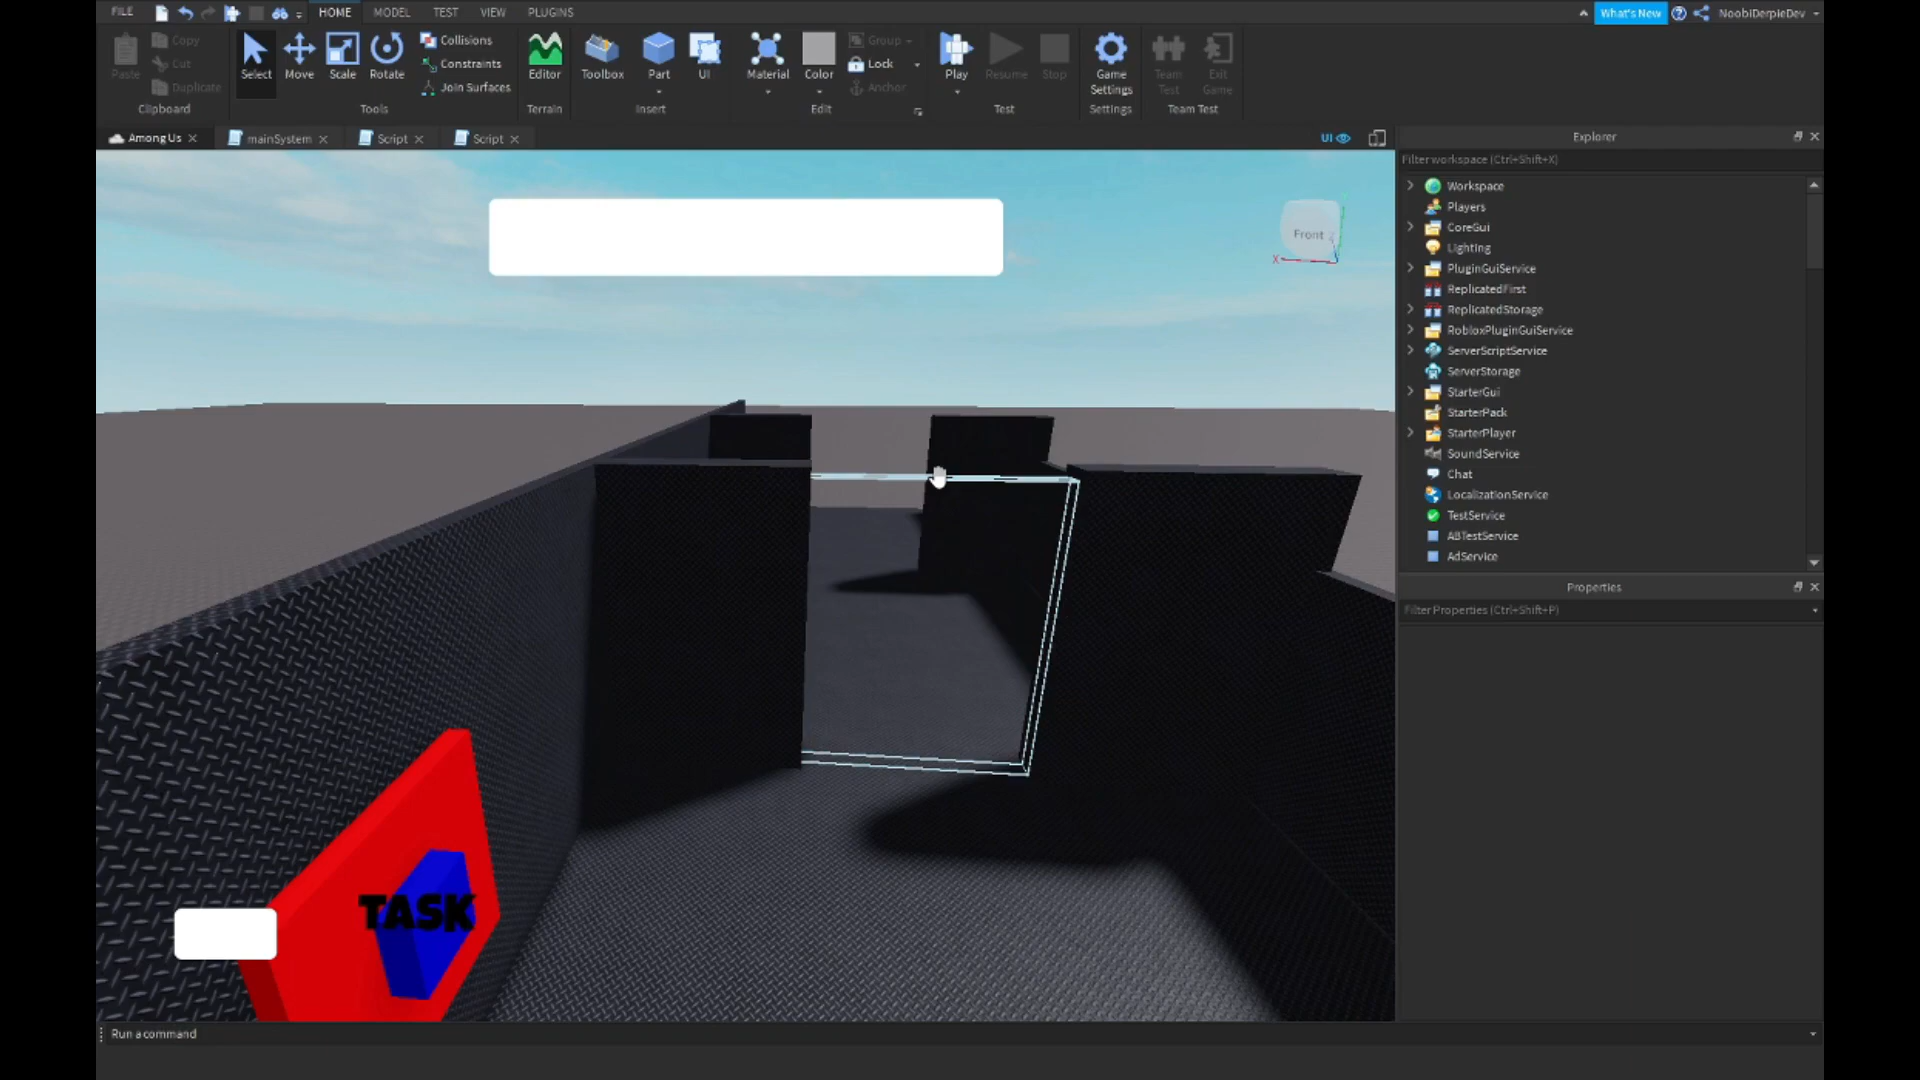 FILE HOME MODEL TEST VIEW PLUGINS What's New NoobiDerpieDev
Paste Copy Cut Duplicate
Clipboard
Select Move Scale Rotate Collisions Constraints Join Surfaces
Tools
Editor
Terrain
Toolbox Part UI
Insert
Material Color Group Lock Anchor
Edit
Play Resume Stop
Test
Game Settings
Settings
Team Test Exit Game
Team Test
Among Us mainSystem Script Script UI
Front
X
TASK
Explorer
Filter workspace (Ctrl+Shift+X)
Workspace
Players
CoreGui
Lighting
PluginGuiService
ReplicatedFirst
ReplicatedStorage
RobloxPluginGuiService
ServerScriptService
ServerStorage
StarterGui
StarterPack
StarterPlayer
SoundService
Chat
LocalizationService
TestService
ABTestService
AdService
Properties
Filter Properties (Ctrl+Shift+P)
Run a command